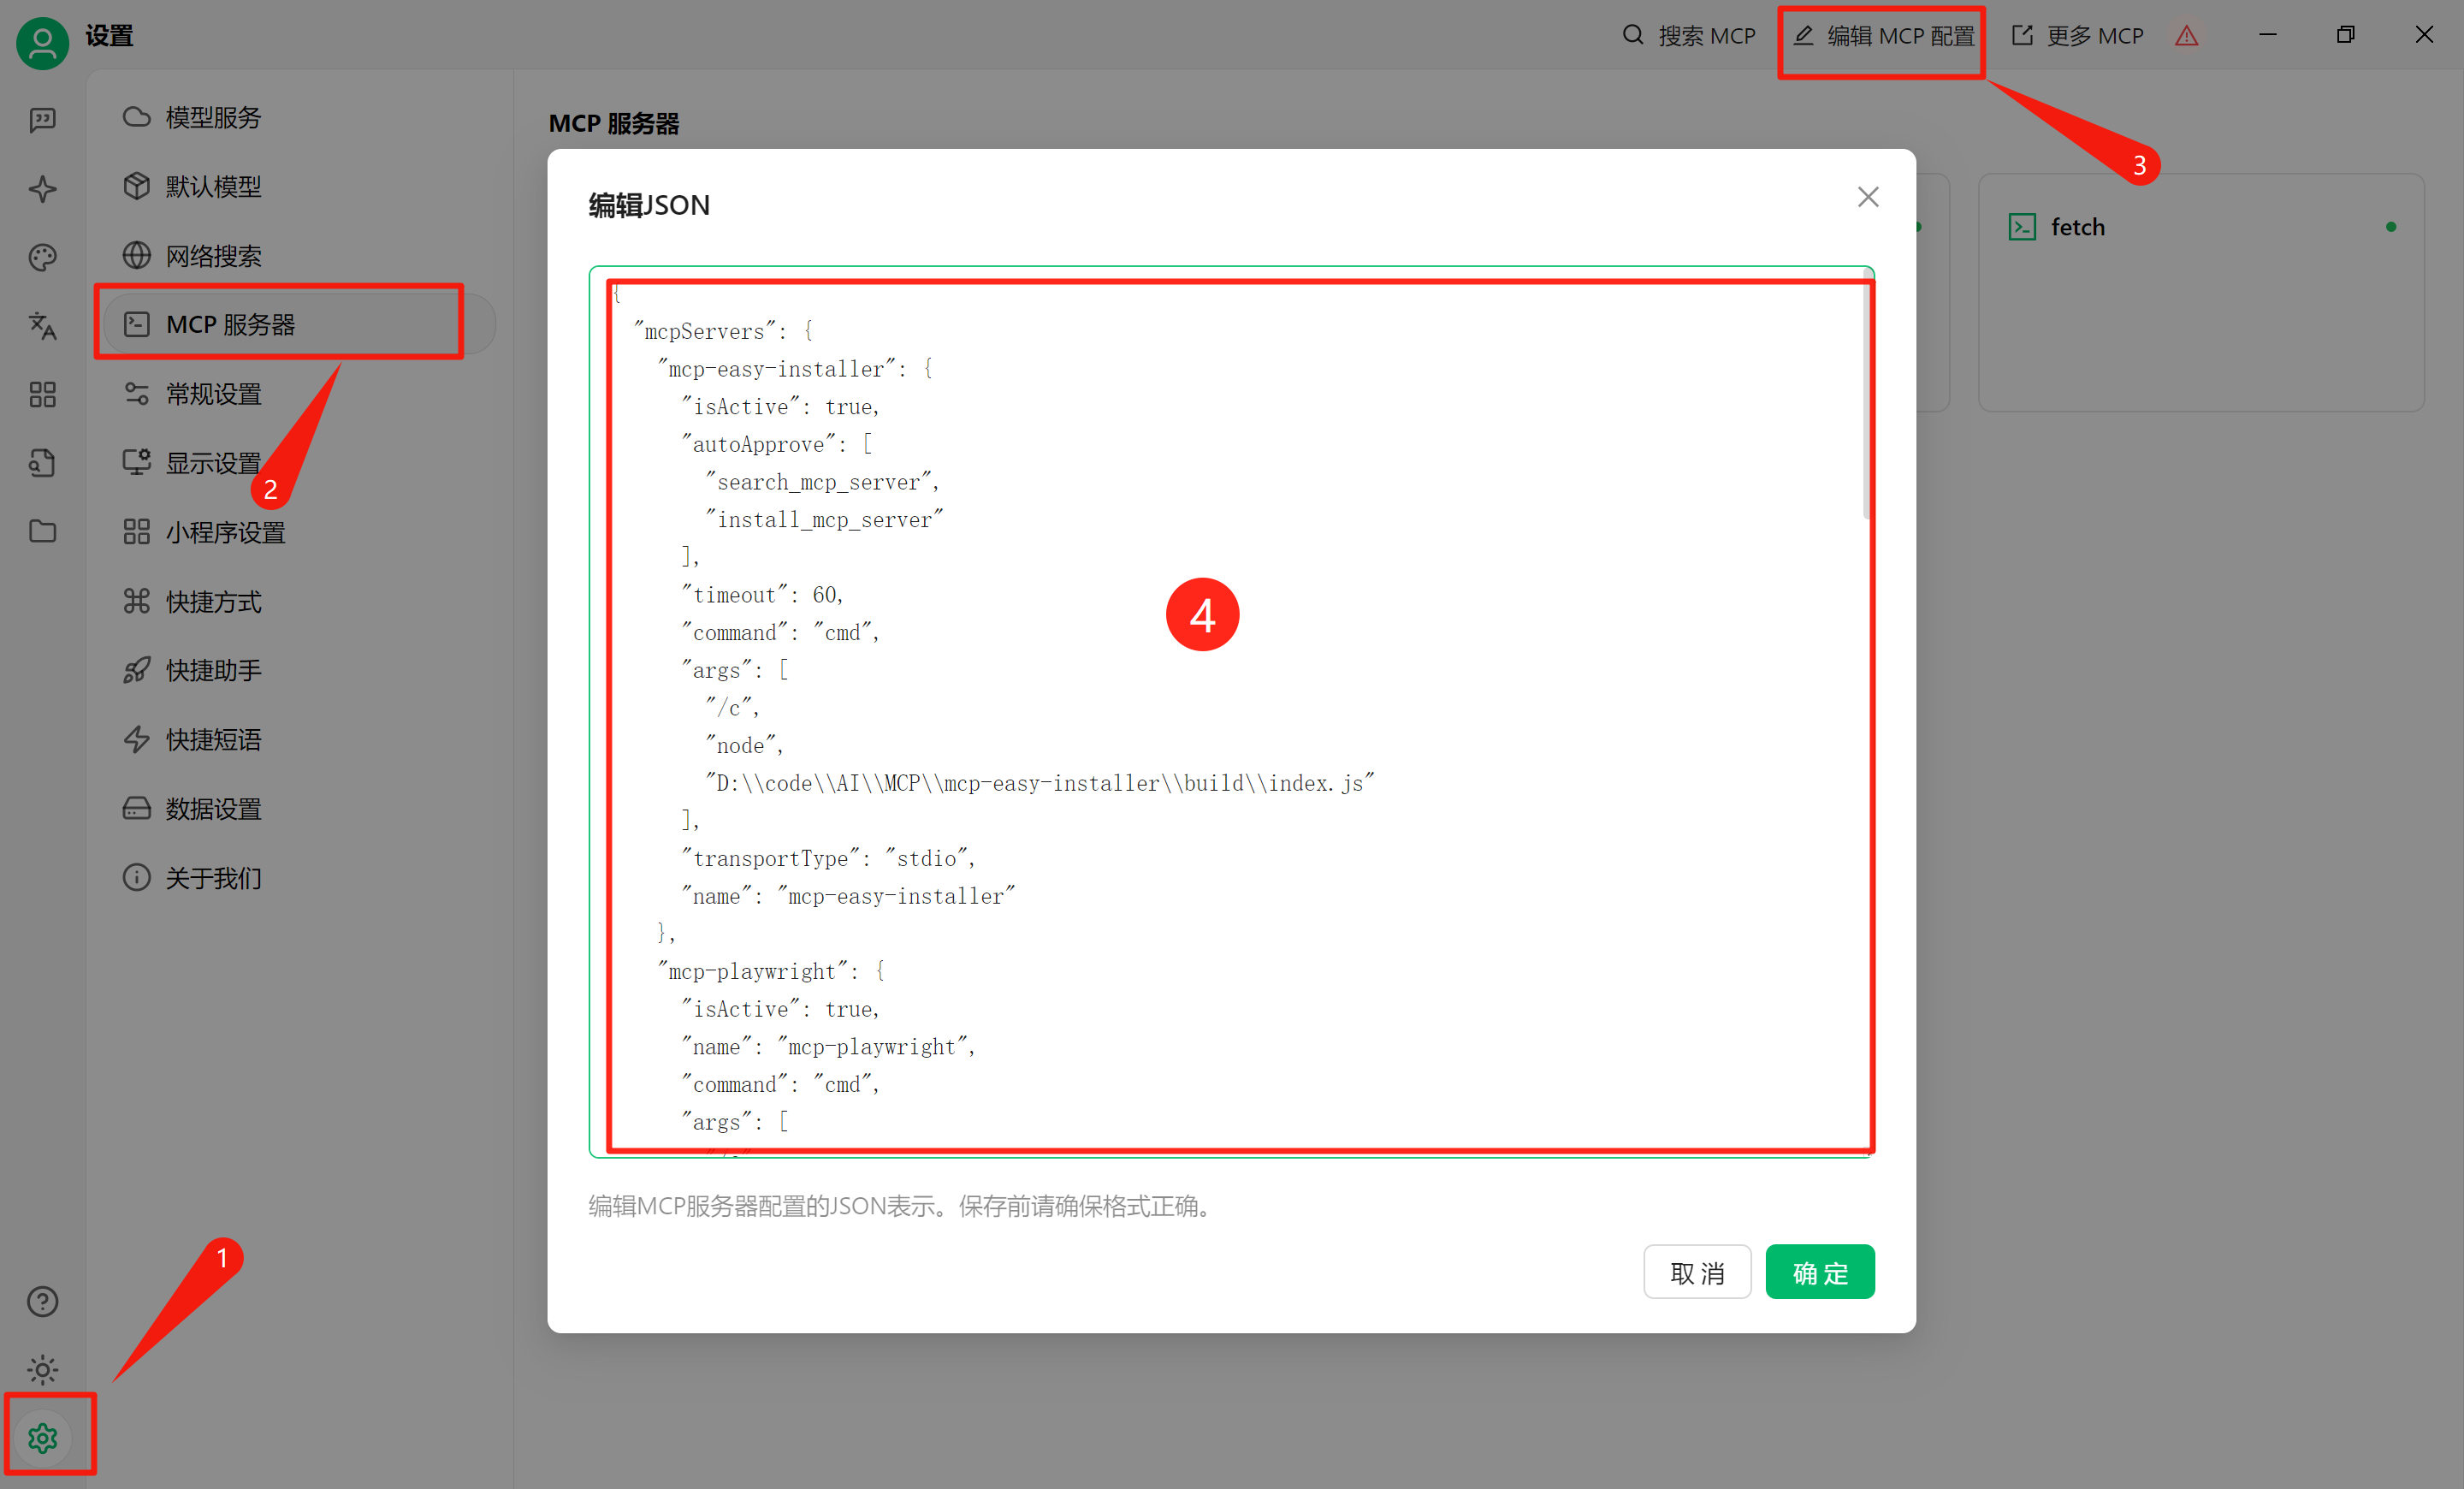 设置
搜索 MCP
编辑 MCP 配置
更多 MCP
模型服务
默认模型
网络搜索
MCP 服务器
常规设置
显示设置
小程序设置
快捷方式
快捷助手
快捷短语
数据设置
关于我们
1
2
3
MCP 服务器
fetch
编辑JSON
{
"mcpServers": {
"mcp-easy-installer": {
"isActive": true,
"autoApprove": [
"search_mcp_server",
"install_mcp_server"
],
"timeout": 60,
"command": "cmd",
"args": [
"/c",
"node",
"D:\\code\\AI\\MCP\\mcp-easy-installer\\build\\index.js"
],
"transportType": "stdio",
"name": "mcp-easy-installer"
},
"mcp-playwright": {
"isActive": true,
"name": "mcp-playwright",
"command": "cmd",
"args": [
4
编辑MCP服务器配置的JSON表示。保存前请确保格式正确。
取 消
确 定